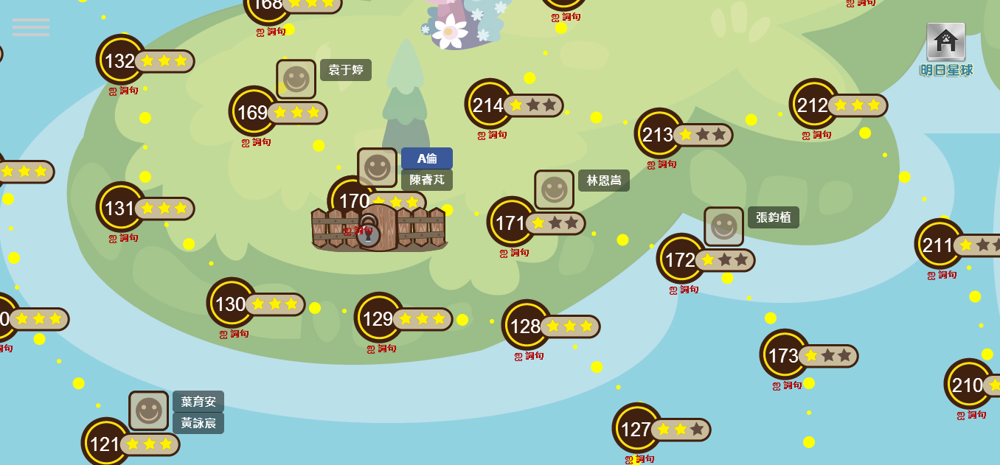 168
詞句
詞句
詞句
明日星球
132
詞句
袁于婷
169
詞句
214
詞句
213
詞句
212
詞句
A倫
陳睿芃
170
詞句
131
詞句
林恩嵩
171
詞句
張鈞植
172
詞句
211
詞句
130
詞句
129
詞句
128
詞句
0
詞句
173
詞句
210
詞句
葉育安
黃詠宸
121
127
詞句